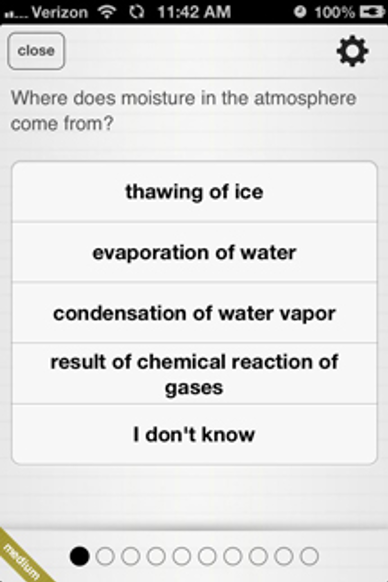 Verizon 11:42 AM 100%
close
Where does moisture in the atmosphere
come from?
thawing of ice
evaporation of water
condensation of water vapor
result of chemical reaction of
gases
I don't know
medium